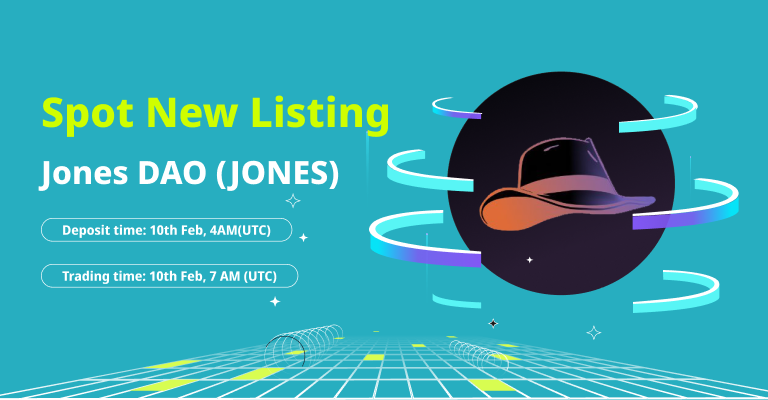 Spot New Listing
Jones DAO (JONES)
Deposit time: 10th Feb, 4AM(UTC)
Trading time: 10th Feb, 7 AM (UTC)